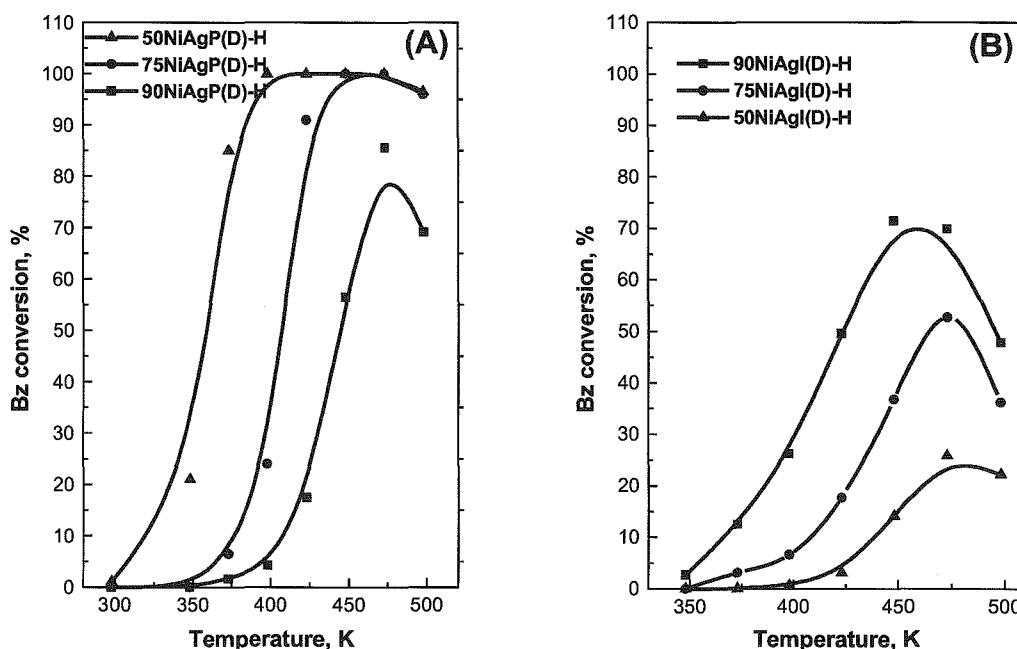 (A)
50NiAgP(D)-H
75NiAgP(D)-H
90NiAgP(D)-H
110
100
90
80
70
60
50
40
30
20
10
0
Bz conversion, %
300 350 400 450 500
Temperature, K
(B)
90NiAgI(D)-H
75NiAgI(D)-H
50NiAgI(D)-H
110
100
90
80
70
60
50
40
30
20
10
0
Bz conversion, %
350 400 450 500
Temperature, K